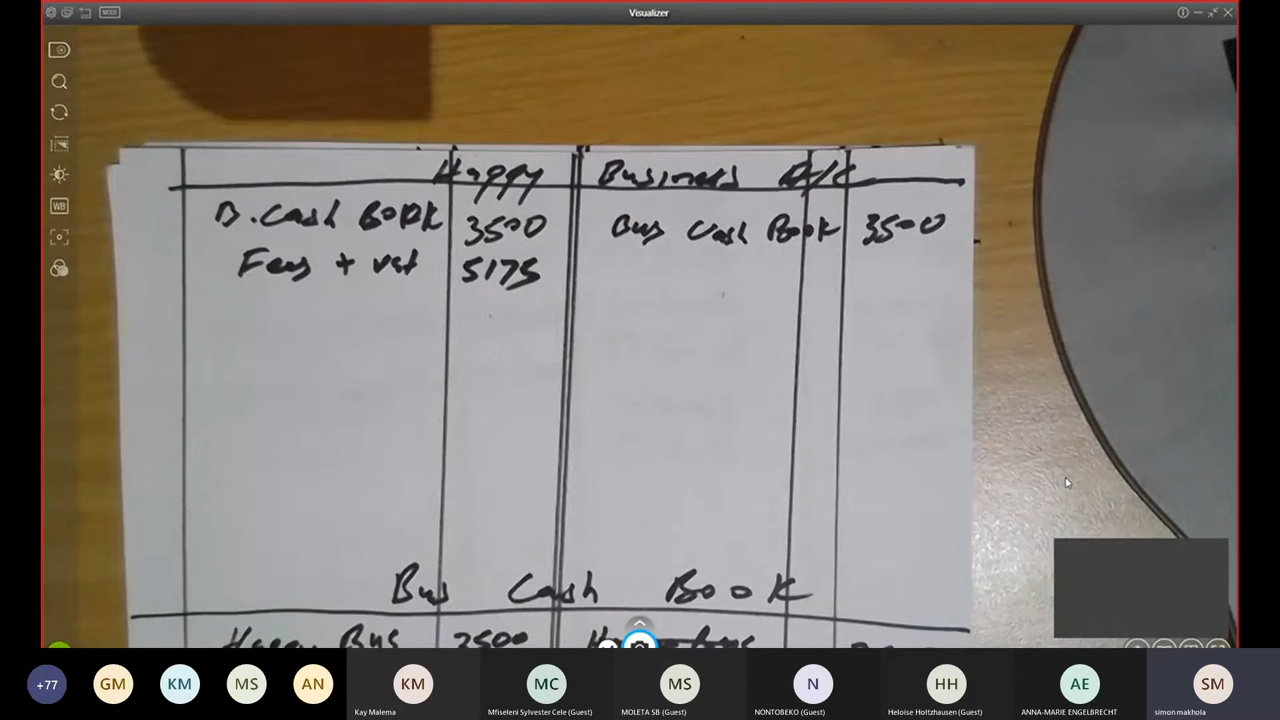 MODE
Visualizer
Happy Business A/C
B. Cash Book 3500
Bus Cash Book 3500
Fees + vat 5175
Bus Cash Book
Happy Bus 3500
+77
GM
KM
MS
AN
KM
MC
MS
N
HH
AE
SM
Kay Malema
Mfiseleni Sylvester Cele (Guest)
MOLETA SB (Guest)
NONTOBEKO (Guest)
Heloise Holtzhausen (Guest)
ANNA-MARIE ENGELBRECHT
simon makhola
WB